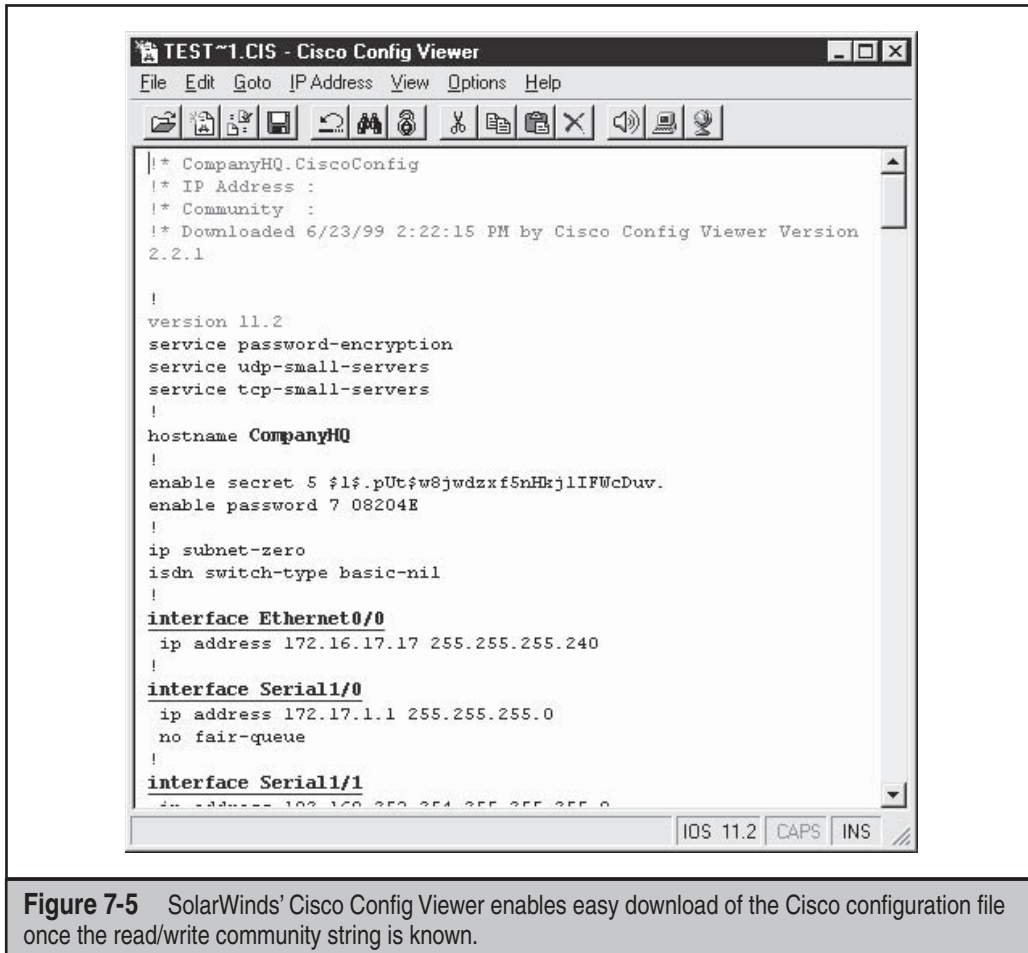 TEST~1.CIS - Cisco Config Viewer
File Edit Goto IP Address View Options Help
!* CompanyHQ.CiscoConfig
!* IP Address :
!* Community :
!* Downloaded 6/23/99 2:22:15 PM by Cisco Config Viewer Version
2.2.1
!
version 11.2
service password-encryption
service udp-small-servers
service tcp-small-servers
!
hostname CompanyHQ
!
enable secret 5 $1$.pUt$w8jwdzxf5nHkjlIFWcDuv.
enable password 7 08204E
!
ip subnet-zero
isdn switch-type basic-ni1
!
interface Ethernet0/0
ip address 172.16.17.17 255.255.255.240
!
interface Serial1/0
ip address 172.17.1.1 255.255.255.0
no fair-queue
!
interface Serial1/1
IOS 11.2 CAPS INS
Figure 7-5 SolarWinds' Cisco Config Viewer enables easy download of the Cisco configuration file
once the read/write community string is known.